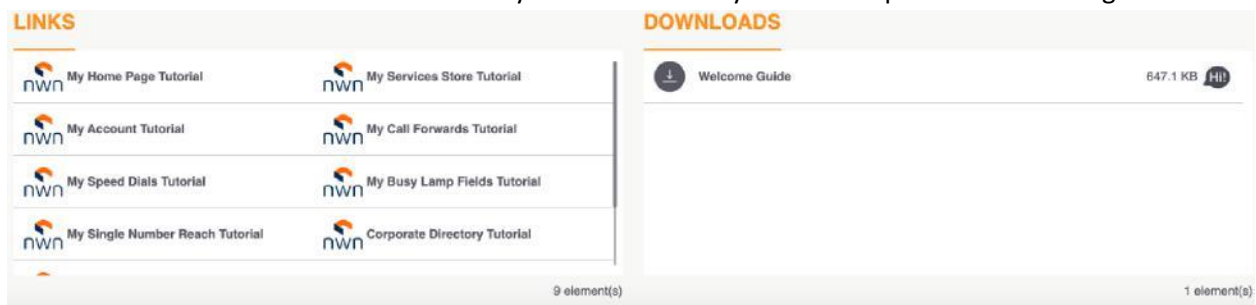 LINKS
DOWNLOADS
nwn My Home Page Tutorial
nwn My Services Store Tutorial
nwn My Account Tutorial
nwn My Call Forwards Tutorial
nwn My Speed Dials Tutorial
nwn My Busy Lamp Fields Tutorial
nwn My Single Number Reach Tutorial
nwn Corporate Directory Tutorial
9 element(s)
Welcome Guide 647.1 KB Hi!
1 element(s)